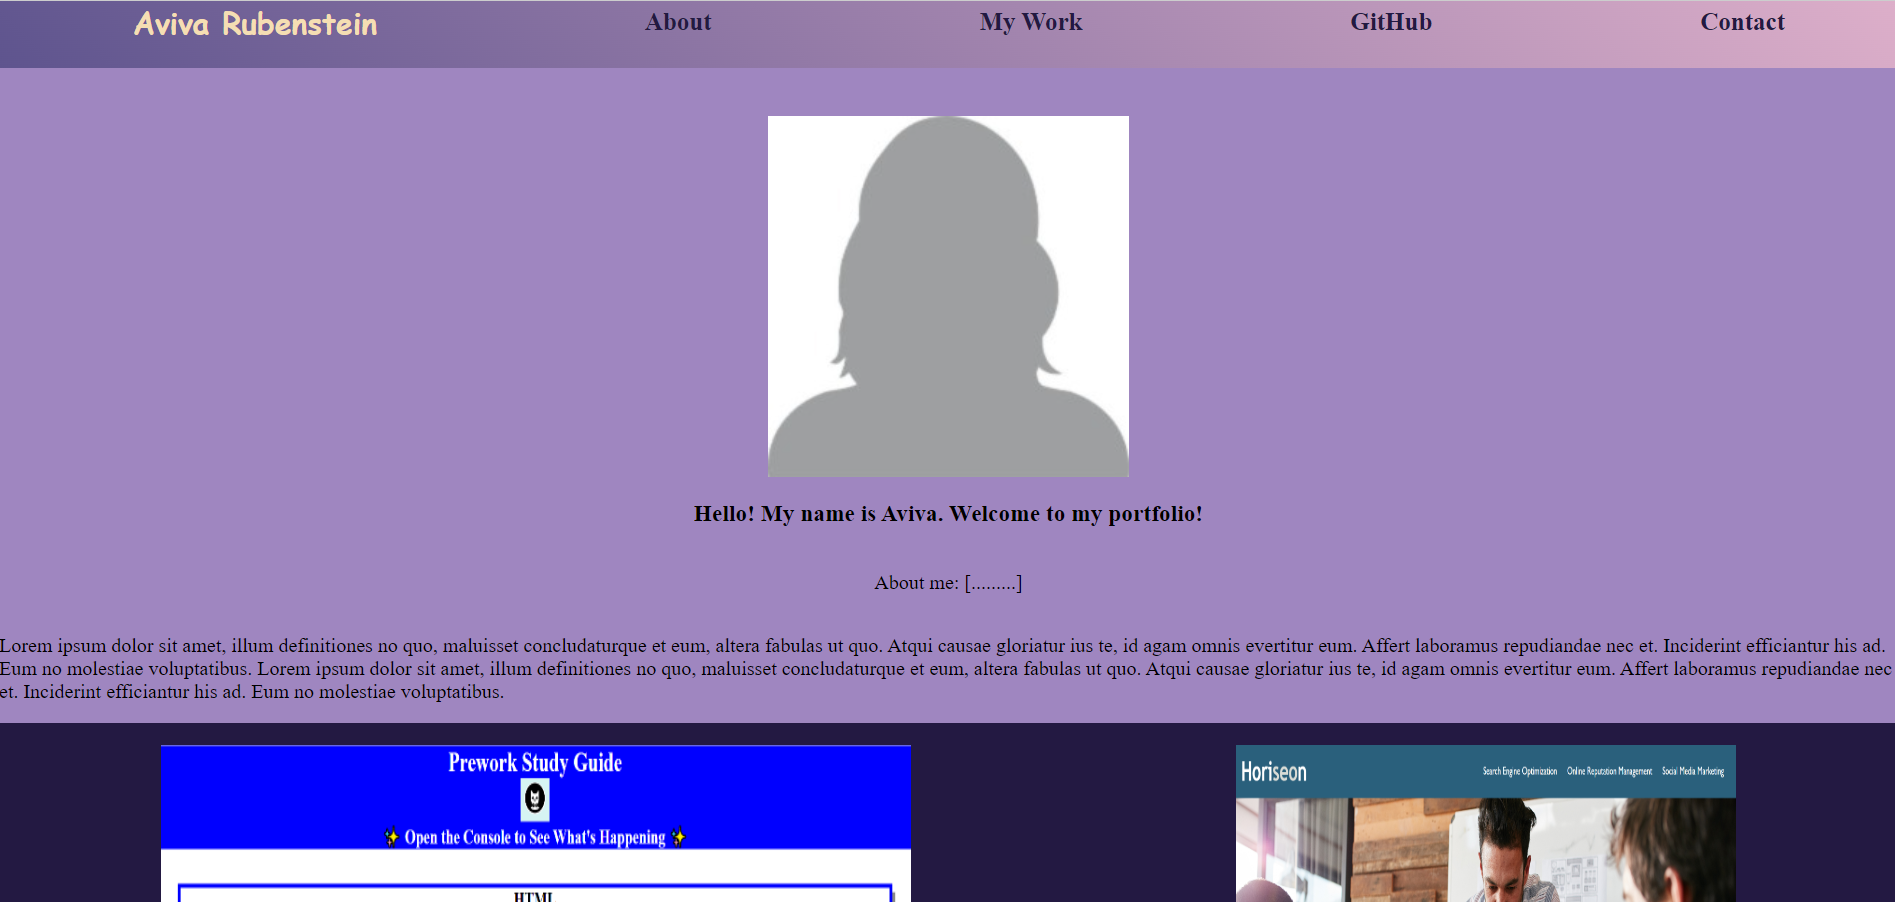 Aviva Rubenstein About My Work GitHub Contact
Hello! My name is Aviva. Welcome to my portfolio!
About me: [.........]
Lorem ipsum dolor sit amet, illum definitiones no quo, maluisset concludaturque et eum, altera fabulas ut quo. Atqui causae gloriatur ius te, id agam omnis evertitur eum. Affert laboramus repudiandae nec et. Inciderint efficiantur his ad.
Eum no molestiae voluptatibus. Lorem ipsum dolor sit amet, illum definitiones no quo, maluisset concludaturque et eum, altera fabulas ut quo. Atqui causae gloriatur ius te, id agam omnis evertitur eum. Affert laboramus repudiandae nec
et. Inciderint efficiantur his ad. Eum no molestiae voluptatibus.
Prework Study Guide
✨ Open the Console to See What's Happening ✨
HTML
Horiseon Search Engine Optimization Online Reputation Management Social Media Marketing